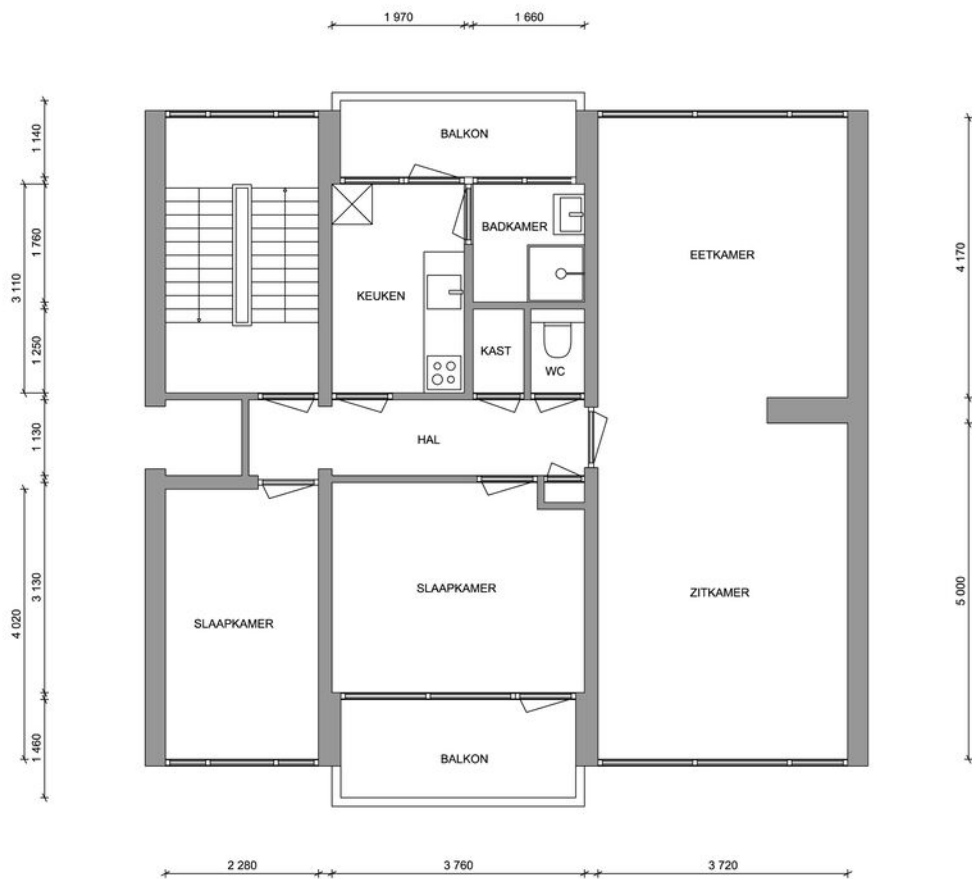 1 970
1 660
BALKON
1 140
BADKAMER
EETKAMER
4 170
1 760
3 110
KEUKEN
KAST
WC
1 250
HAL
1 130
SLAAPKAMER
ZITKAMER
5 000
SLAAPKAMER
3 130
4 020
BALKON
1 460
2 280
3 760
3 720